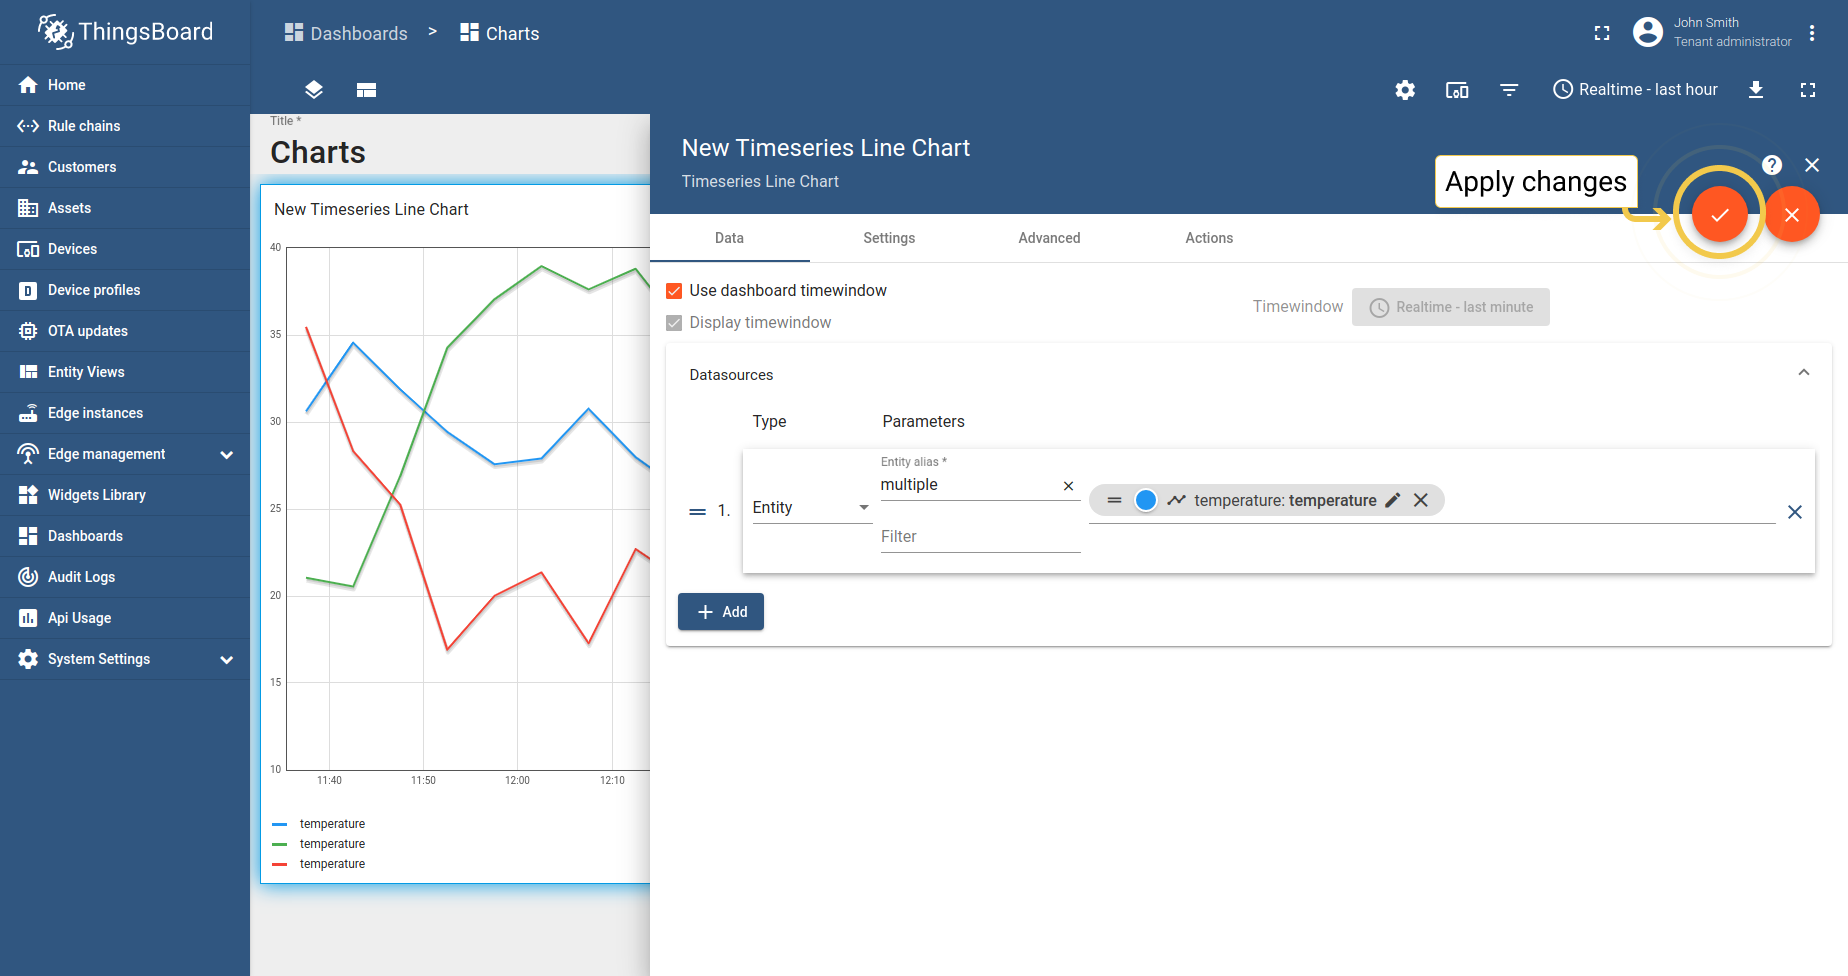 ThingsBoard
Home
Rule chains
Customers
Assets
Devices
Device profiles
OTA updates
Entity Views
Edge instances
Edge management
Widgets Library
Dashboards
Audit Logs
Api Usage
System Settings
Dashboards > Charts
John Smith
Tenant administrator
Realtime - last hour
Title *
Charts
New Timeseries Line Chart
40
35
30
25
20
15
10
11:40 11:50 12:00 12:10
temperature
temperature
temperature
New Timeseries Line Chart
Timeseries Line Chart
Apply changes
?
Data Settings Advanced Actions
Use dashboard timewindow
Display timewindow
Timewindow Realtime - last minute
Datasources
Type Parameters
1. Entity
Entity alias *
multiple
Filter
temperature: temperature
+ Add